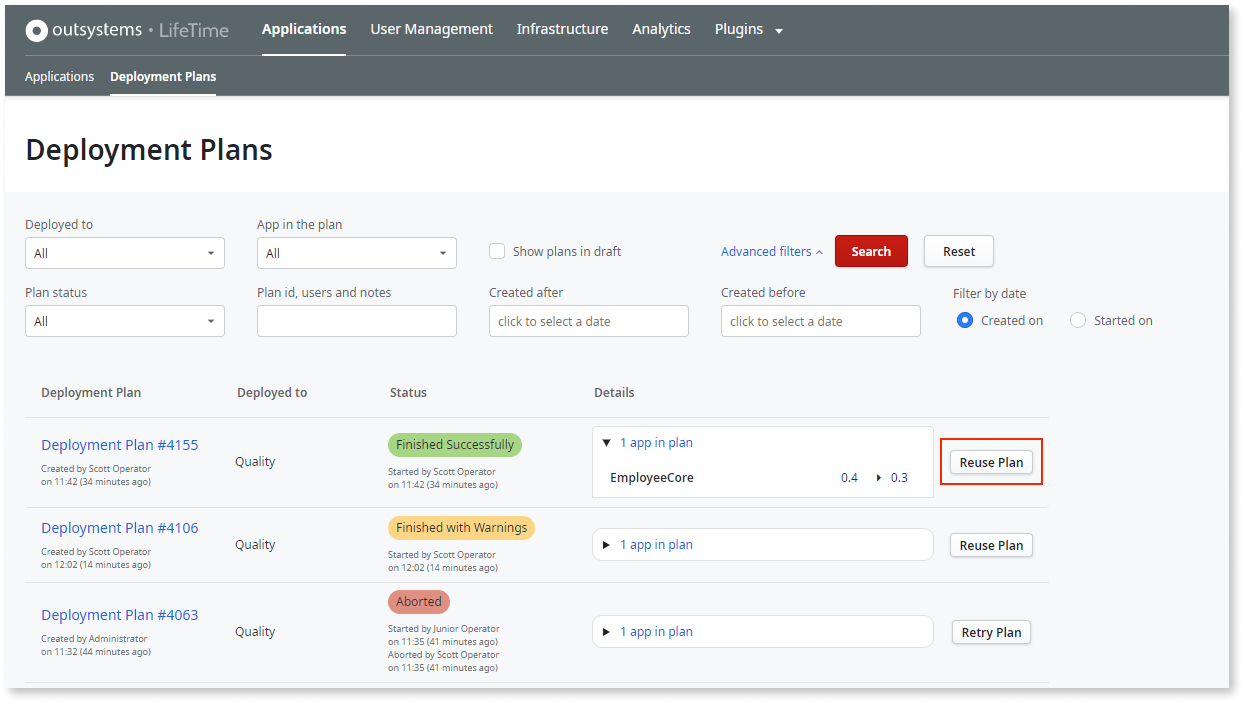 outsystems • LifeTime Applications User Management Infrastructure Analytics Plugins
Applications Deployment Plans
Deployment Plans
Deployed to App in the plan
All All Show plans in draft Advanced filters Search Reset
Plan status Plan id, users and notes Created after Created before Filter by date
All click to select a date click to select a date Created on Started on
Deployment Plan Deployed to Status Details
Deployment Plan #4155
Created by Scott Operator
on 11:42 (34 minutes ago)
Quality
Finished Successfully
Started by Scott Operator
on 11:42 (34 minutes ago)
1 app in plan
EmployeeCore 0.4 0.3
Reuse Plan
Deployment Plan #4106
Created by Scott Operator
on 12:02 (14 minutes ago)
Quality
Finished with Warnings
Started by Scott Operator
on 12:02 (14 minutes ago)
1 app in plan
Reuse Plan
Deployment Plan #4063
Created by Administrator
on 11:32 (44 minutes ago)
Quality
Aborted
Started by Junior Operator
on 11:35 (41 minutes ago)
Aborted by Scott Operator
on 11:35 (41 minutes ago)
1 app in plan
Retry Plan